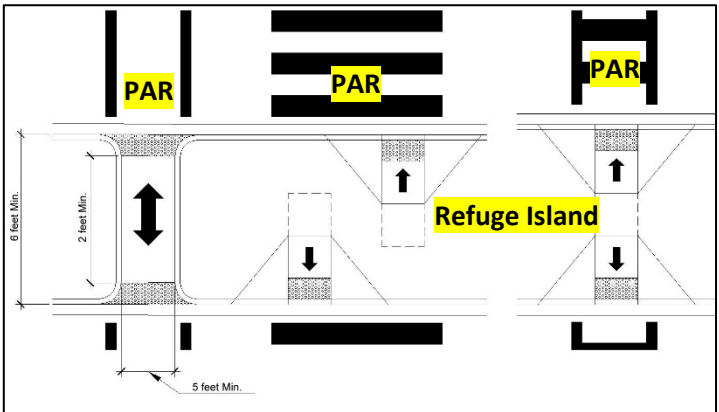 PAR
PAR
PAR
6 feet Min.
2 feet Min.
Refuge Island
5 feet Min.